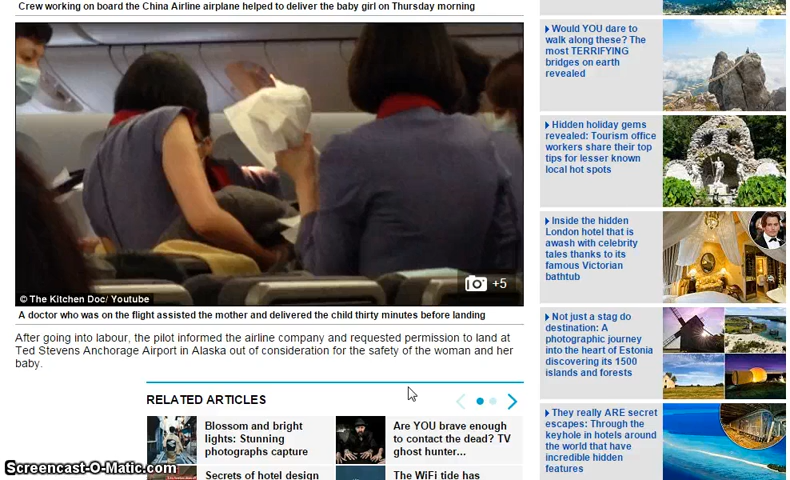 Crew working on board the China Airline airplane helped to deliver the baby girl on Thursday morning
© The Kitchen Doc/ Youtube
+5
A doctor who was on the flight assisted the mother and delivered the child thirty minutes before landing
After going into labour, the pilot informed the airline company and requested permission to land at
Ted Stevens Anchorage Airport in Alaska out of consideration for the safety of the woman and her
baby.
RELATED ARTICLES
Blossom and bright
lights: Stunning
photographs capture
Are YOU brave enough
to contact the dead? TV
ghost hunter...
Secrets of hotel design
The WiFi tide has
Would YOU dare to
walk along these? The
most TERRIFYING
bridges on earth
revealed
Hidden holiday gems
revealed: Tourism office
workers share their top
tips for lesser known
local hot spots
Inside the hidden
London hotel that is
awash with celebrity
tales thanks to its
famous Victorian
bathtub
Not just a stag do
destination: A
photographic journey
into the heart of Estonia
discovering its 1500
islands and forests
They really ARE secret
escapes: Through the
keyhole in hotels around
the world that have
incredible hidden
features
Screencast-O-Matic.com